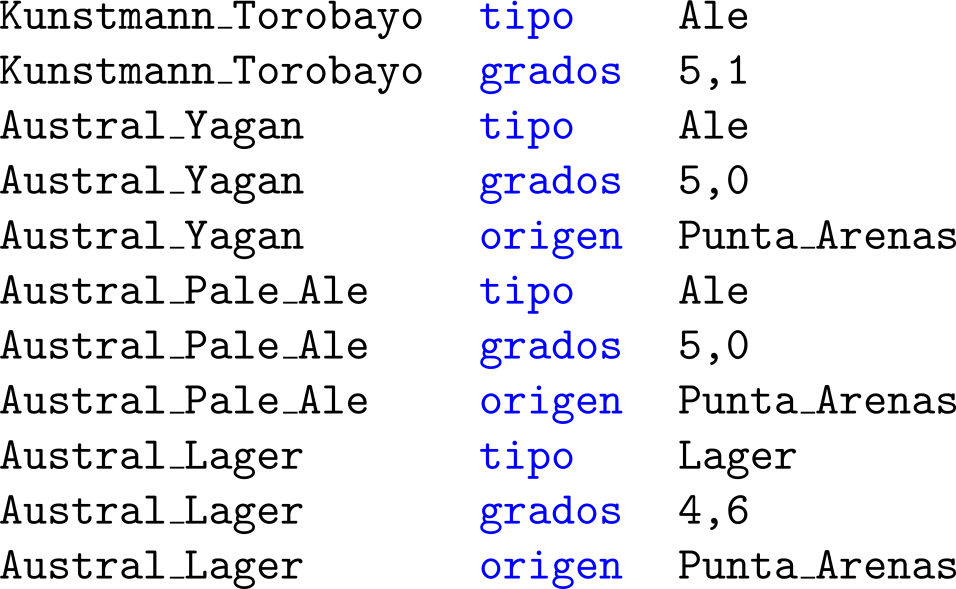 Kunstmann_Torobayo tipo Ale
Kunstmann_Torobayo grados 5,1
Austral_Yagan tipo Ale
Austral_Yagan grados 5,0
Austral_Yagan origen Punta_Arenas
Austral_Pale_Ale tipo Ale
Austral_Pale_Ale grados 5,0
Austral_Pale_Ale origen Punta_Arenas
Austral_Lager tipo Lager
Austral_Lager grados 4,6
Austral_Lager origen Punta_Arenas